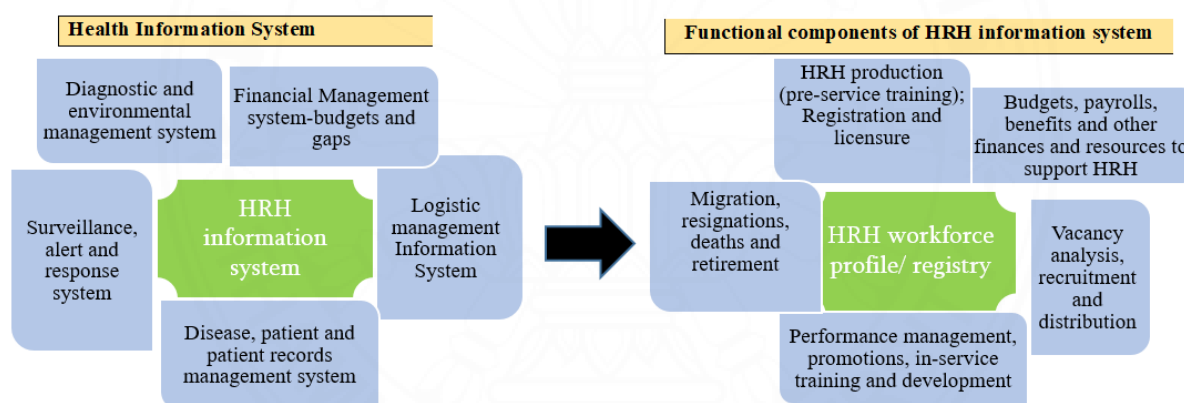 Health Information System
Diagnostic and
environmental
management system
Financial Management
system-budgets and
gaps
Surveillance,
alert and
response
system
HRH
information
system
Logistic
management
Information
System
Disease, patient and
patient records
management system
Functional components of HRH information system
HRH production
(pre-service training);
Registration and
licensure
Budgets, payrolls,
benefits and other
finances and resources to
support HRH
Migration,
resignations,
deaths and
retirement
HRH workforce
profile/ registry
Vacancy
analysis,
recruitment
and
distribution
Performance management,
promotions, in-service
training and development